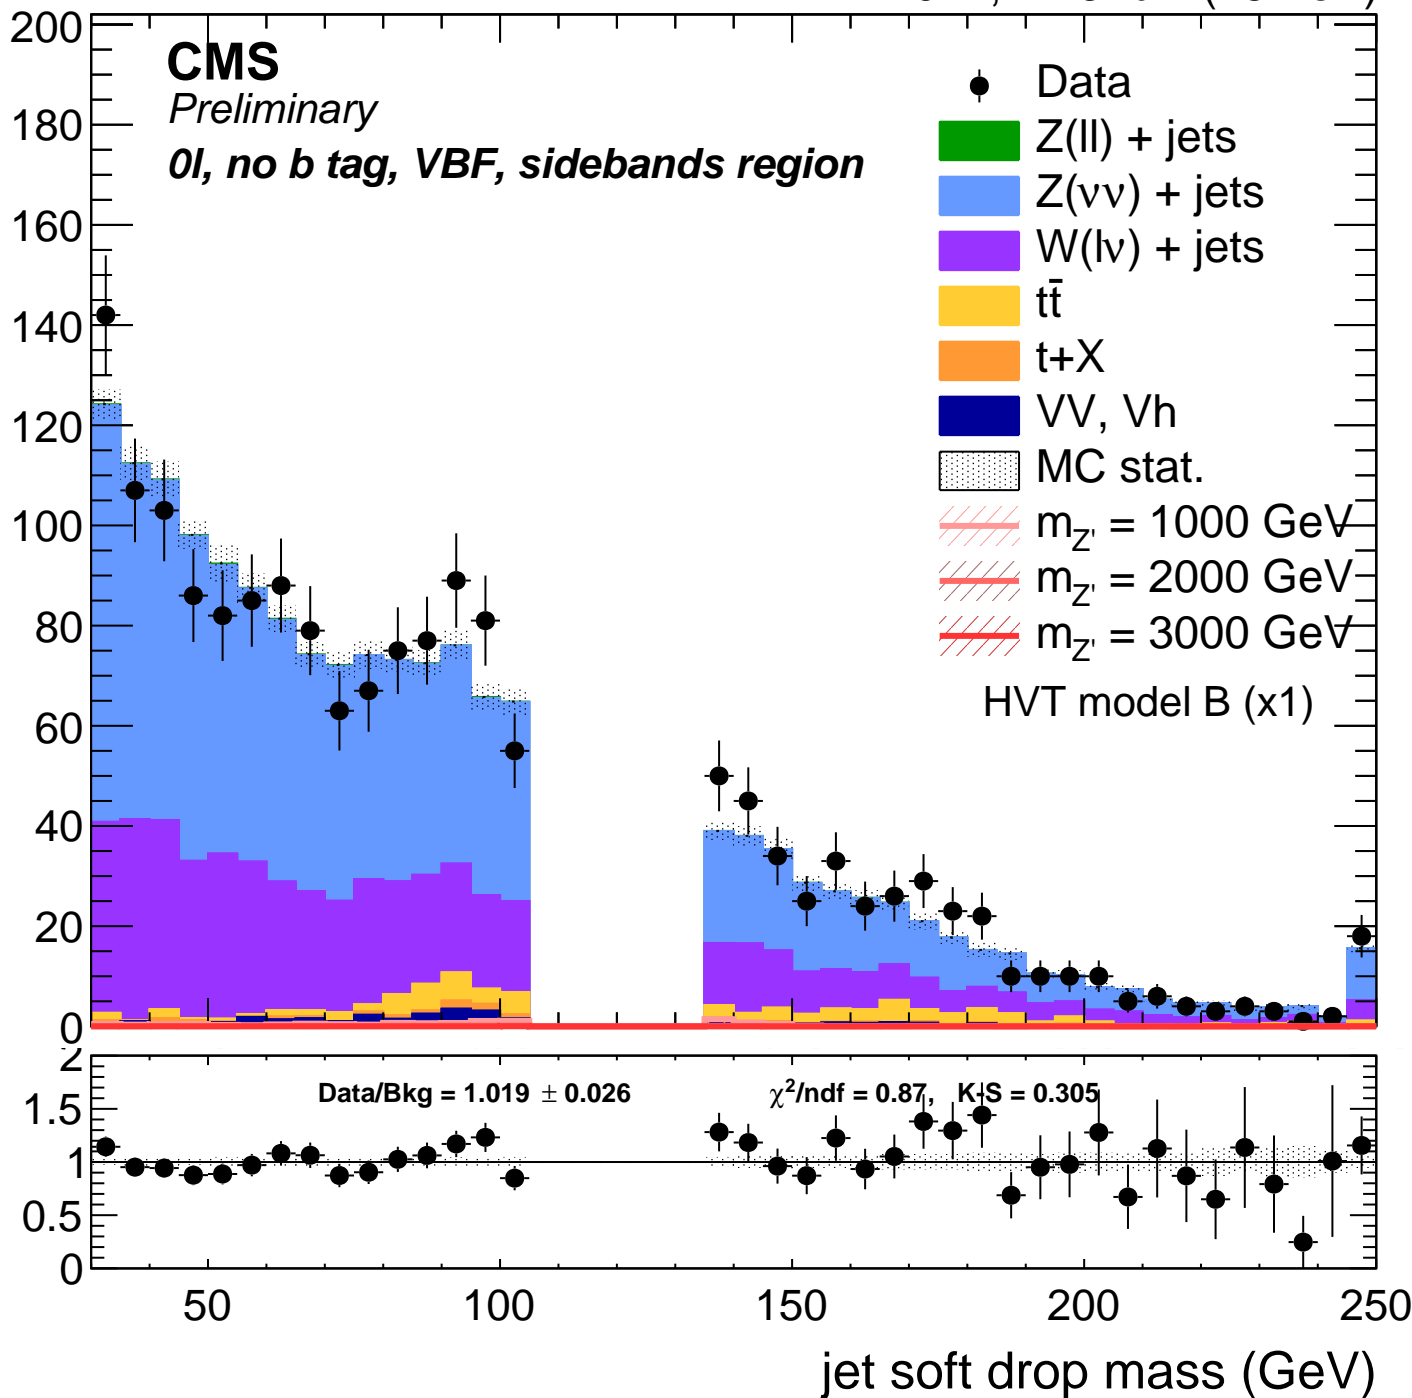 CMS
Preliminary
0l, no b tag, VBF, sidebands region
Data
Z(ll) + jets
Z(νν) + jets
W(lν) + jets
tt̄
t+X
VV, Vh
MC stat.
m_Z' = 1000 GeV
m_Z' = 2000 GeV
m_Z' = 3000 GeV
HVT model B (x1)
200
180
160
140
120
100
80
60
40
20
0
Data/Bkg = 1.019 ± 0.026
χ²/ndf = 0.87, K-S = 0.305
2
1.5
1
0.5
0
50 100 150 200 250
jet soft drop mass (GeV)